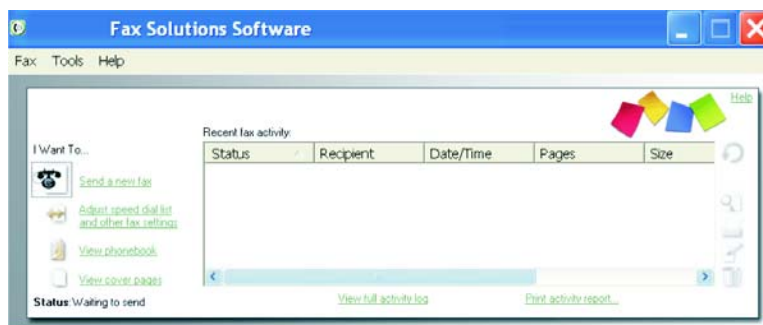 Fax Solutions Software
Fax Tools Help
Help
Recent fax activity:
I Want To...
Status Recipient Date/Time Pages Size
Send a new fax
Adjust speed dial list
and other fax settings
View phonebook
View cover pages
Status: Waiting to send
View full activity log
Print activity report...